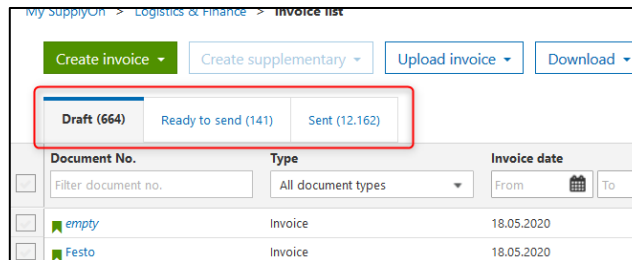 My SupplyOn > Logistics & Finance > Invoice list
Create invoice Create supplementary Upload invoice Download
Draft (664) Ready to send (141) Sent (12.162)
Document No. Type Invoice date
Filter document no. All document types From To
empty Invoice 18.05.2020
Festo Invoice 18.05.2020